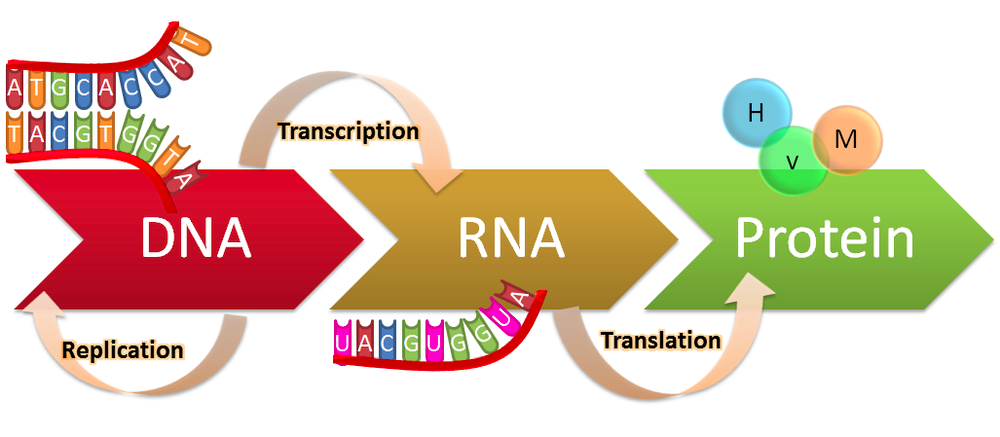 ATGCACCAT
TACGTGGTA
Transcription
H
V
M
DNA
RNA
Protein
Replication
UACGUGGUA
Translation